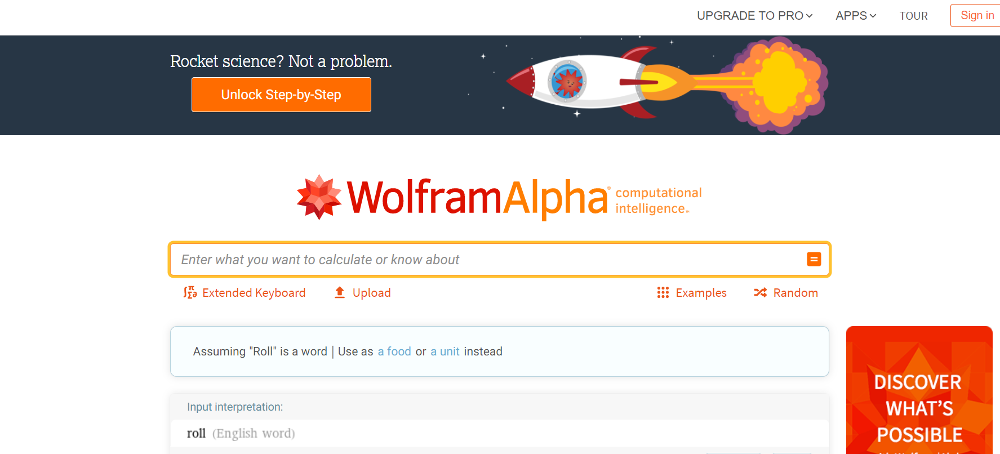 UPGRADE TO PRO APPS TOUR Sign in
Rocket science? Not a problem.
Unlock Step-by-Step
WolframAlpha® computational
intelligence™
Enter what you want to calculate or know about
Extended Keyboard Upload Examples Random
Assuming "Roll" is a word | Use as a food or a unit instead
Input interpretation:
roll (English word)
DISCOVER
WHAT'S
POSSIBLE